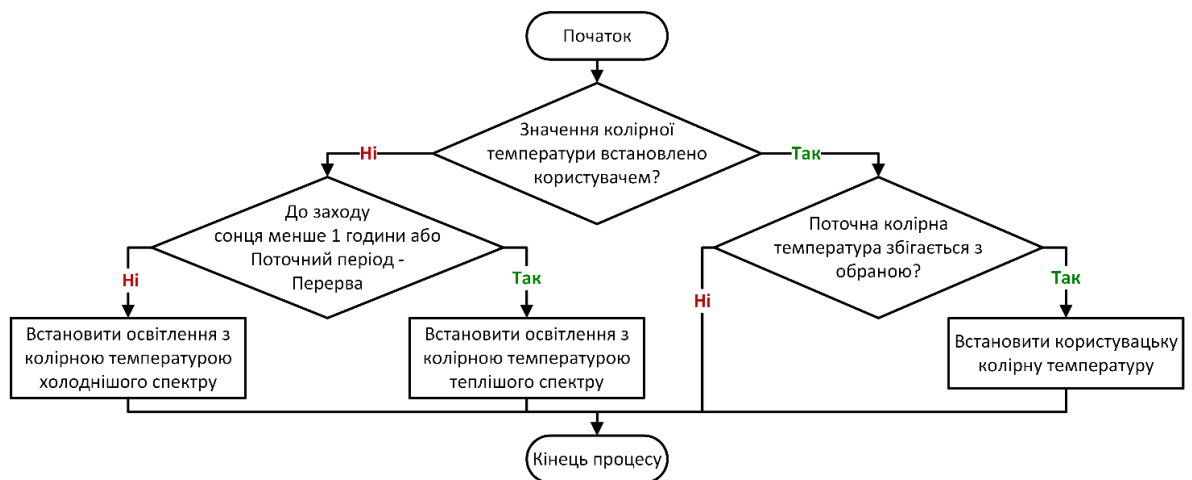 Початок
Значення колірної
температури встановлено
користувачем?
Ні
Так
До заходу
сонця менше 1 години або
Поточний період -
Перерва
Поточна колірна
температура збігається з
обраною?
Ні
Так
Ні
Так
Встановити освітлення з
колірною температурою
холоднішого спектру
Встановити освітлення з
колірною температурою
теплішого спектру
Встановити користувацьку
колірну температуру
Кінець процесу